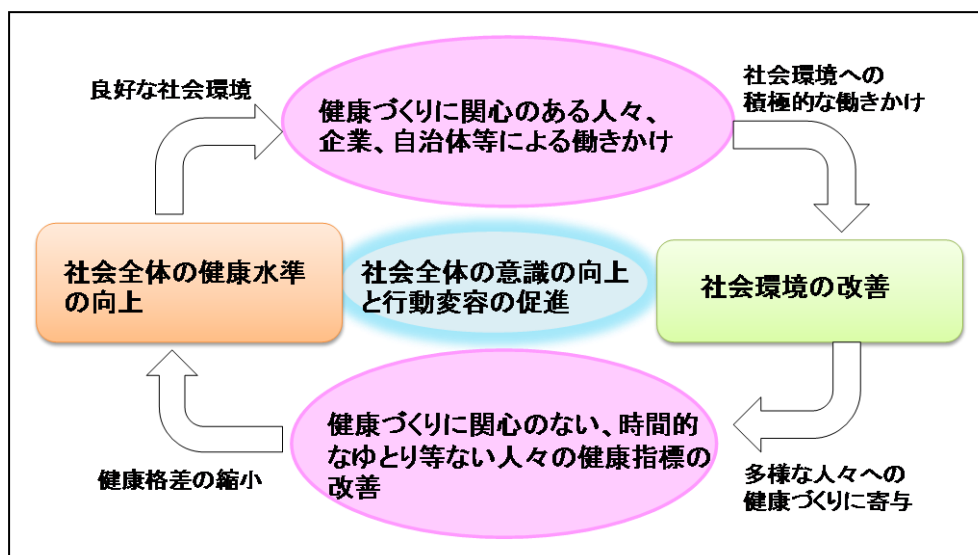 良好な社会環境
健康づくりに関心のある人々、
企業、自治体等による働きかけ
社会環境への
積極的な働きかけ
社会全体の健康水準
の向上
社会全体の意識の向上
と行動変容の促進
社会環境の改善
健康づくりに関心のない、時間的
なゆとり等ない人々の健康指標の
改善
健康格差の縮小
多様な人々への
健康づくりに寄与